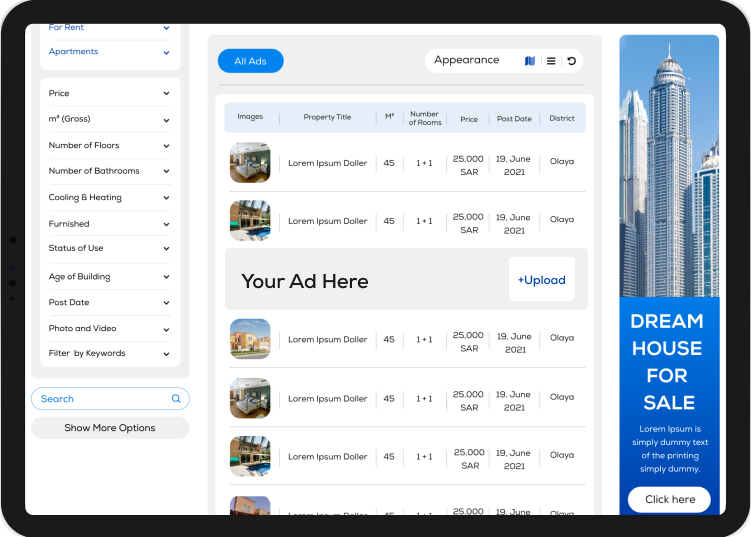 For Rent
Apartments
Price
m² (Gross)
Number of Floors
Number of Bathrooms
Cooling & Heating
Furnished
Status of Use
Age of Building
Post Date
Photo and Video
Filter by Keywords
Search
Show More Options
All Ads
Appearance
Images Property Title M² Number of Rooms Price Post Date District
Lorem Ipsum Doller 45 1 + 1 25,000 SAR 19, June 2021 Olaya
Lorem Ipsum Doller 45 1 + 1 25,000 SAR 19, June 2021 Olaya
Your Ad Here +Upload
Lorem Ipsum Doller 45 1 + 1 25,000 SAR 19, June 2021 Olaya
Lorem Ipsum Doller 45 1 + 1 25,000 SAR 19, June 2021 Olaya
Lorem Ipsum Doller 45 1 + 1 25,000 SAR 19, June 2021 Olaya
Lorem Ipsum Doller 45 1 + 1 25,000 19, June Olaya
DREAM
HOUSE
FOR
SALE
Lorem Ipsum is
simply dummy text
of the printing
simply dummy.
Click here